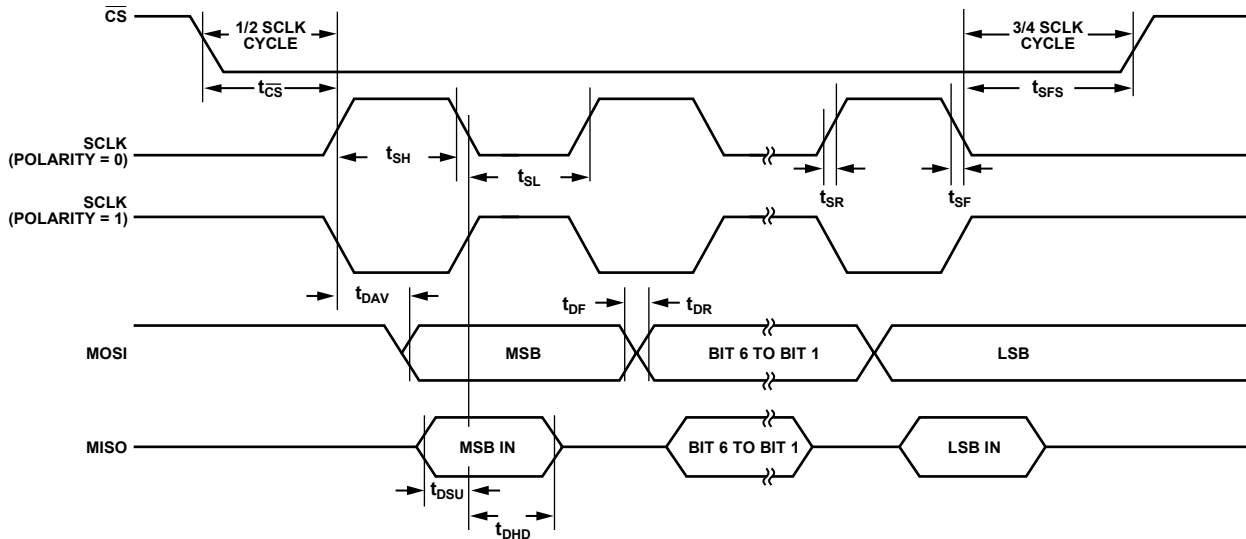 CS
1/2 SCLK
CYCLE
3/4 SCLK
CYCLE
tCS
tSFS
SCLK
(POLARITY = 0)
tSH
tSL
tSR
tSF
SCLK
(POLARITY = 1)
tDAV
tDF
tDR
MOSI
MSB
BIT 6 TO BIT 1
LSB
MISO
MSB IN
BIT 6 TO BIT 1
LSB IN
tDSU
tDHD